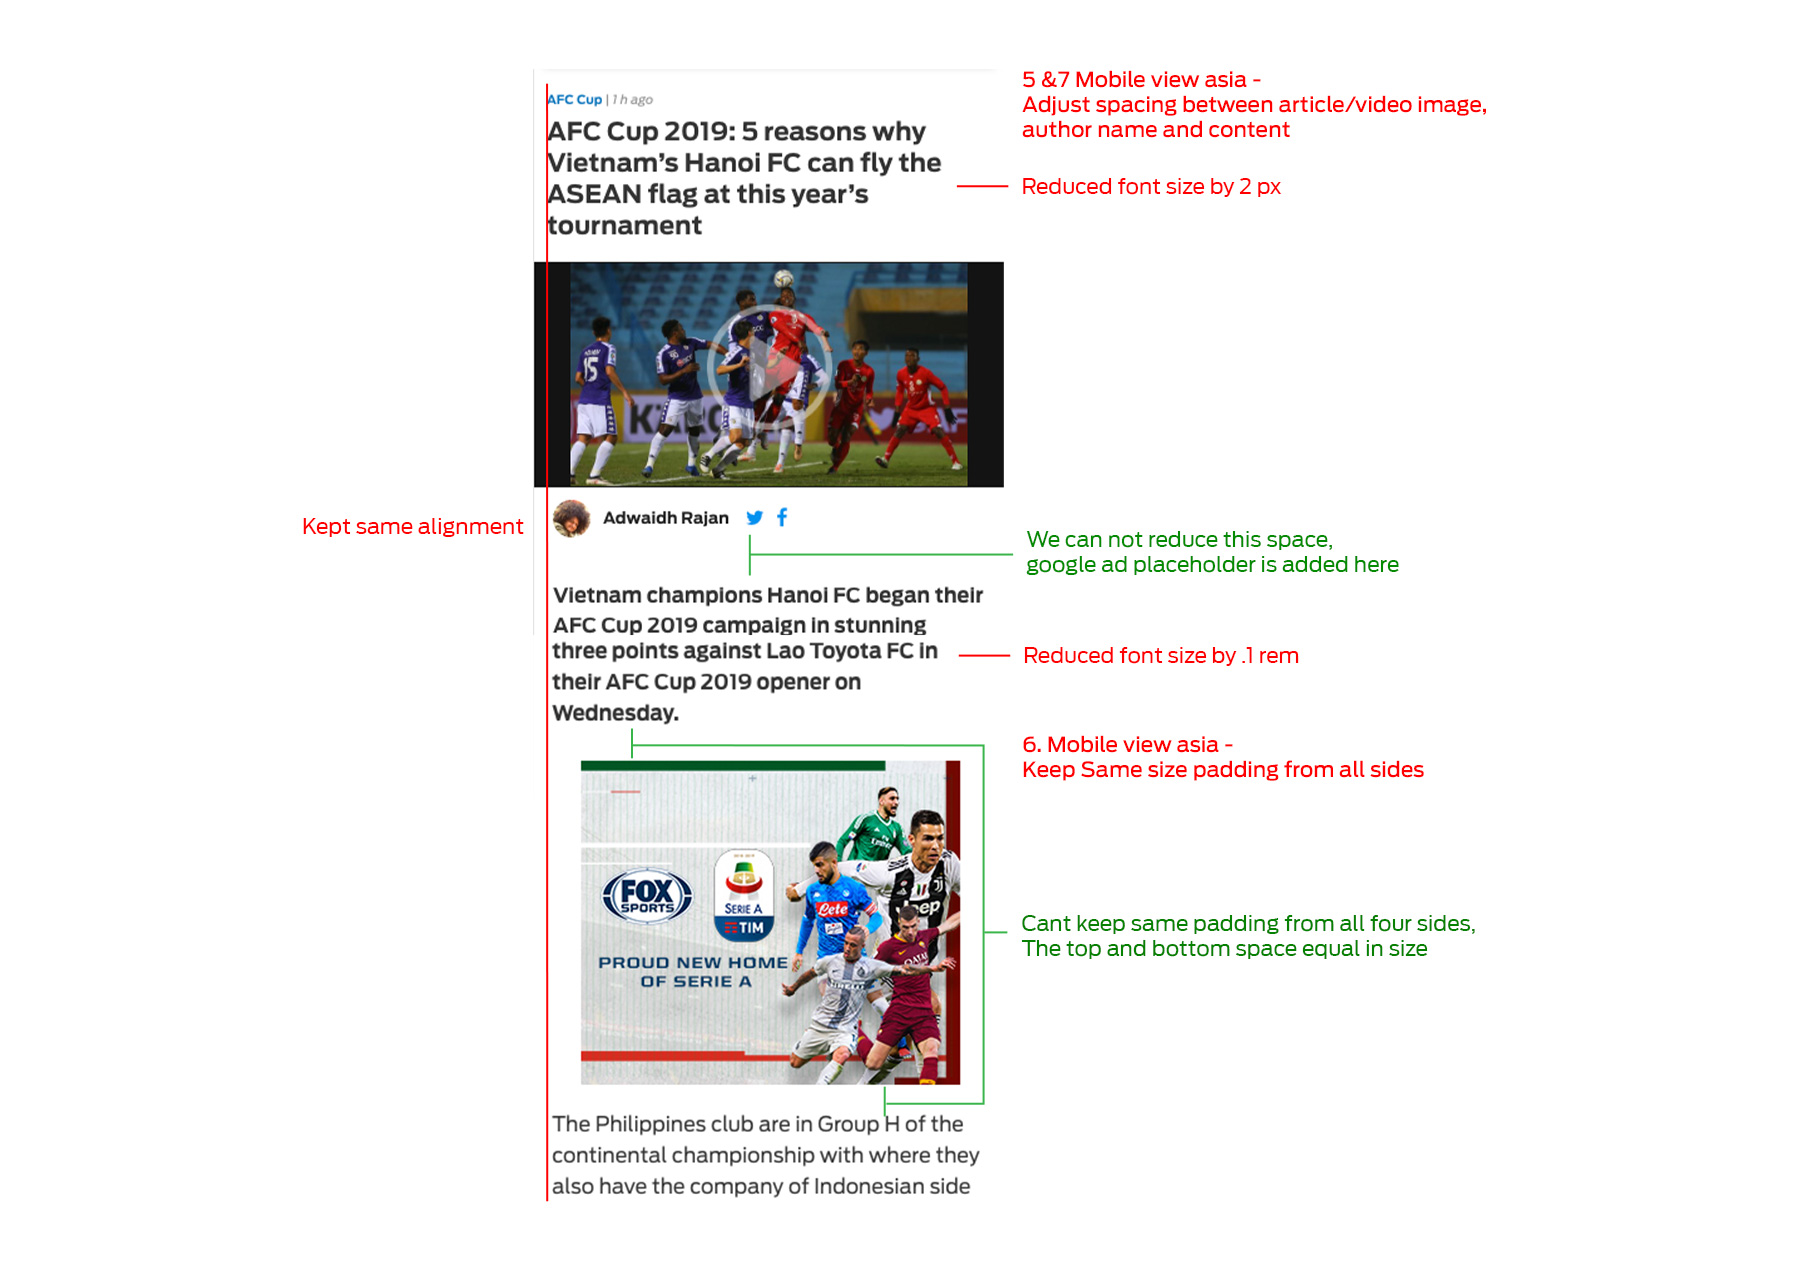 5 &7 Mobile view asia -
Adjust spacing between article/video image,
author name and content
AFC Cup | 1 h ago
AFC Cup 2019: 5 reasons why
Vietnam's Hanoi FC can fly the
ASEAN flag at this year's
tournament
Reduced font size by 2 px
15
Kept same alignment
Adwaidh Rajan
We can not reduce this space,
google ad placeholder is added here
Vietnam champions Hanoi FC began their
AFC Cup 2019 campaign in stunning
three points against Lao Toyota FC in
their AFC Cup 2019 opener on
Wednesday.
Reduced font size by .1 rem
6. Mobile view asia -
Keep Same size padding from all sides
FOX
SPORTS
SERIE A
TIM
Lete
Jeep
PROUD NEW HOME
OF SERIE A
Cant keep same padding from all four sides,
The top and bottom space equal in size
The Philippines club are in Group H of the
continental championship with where they
also have the company of Indonesian side